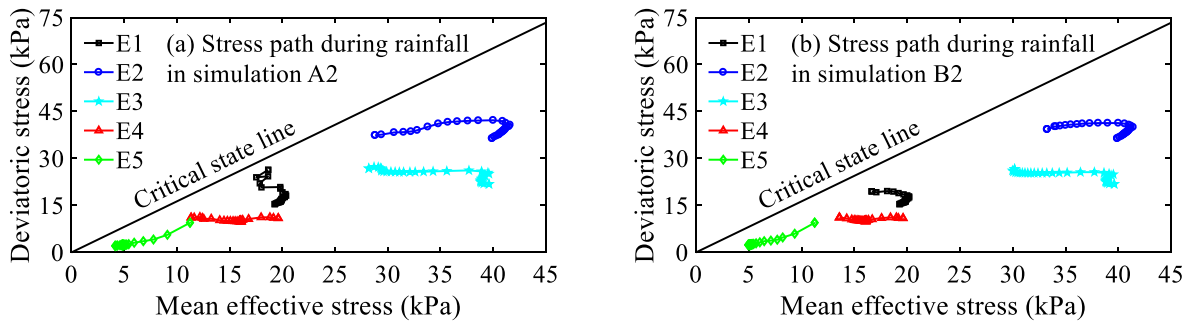 75
60
45
30
15
0
Deviatoric stress (kPa)
E1
E2
E3
E4
E5
(a) Stress path during rainfall
in simulation A2
Critical state line
0 5 10 15 20 25 30 35 40 45
Mean effective stress (kPa)
75
60
45
30
15
0
Deviatoric stress (kPa)
E1
E2
E3
E4
E5
(b) Stress path during rainfall
in simulation B2
Critical state line
0 5 10 15 20 25 30 35 40 45
Mean effective stress (kPa)